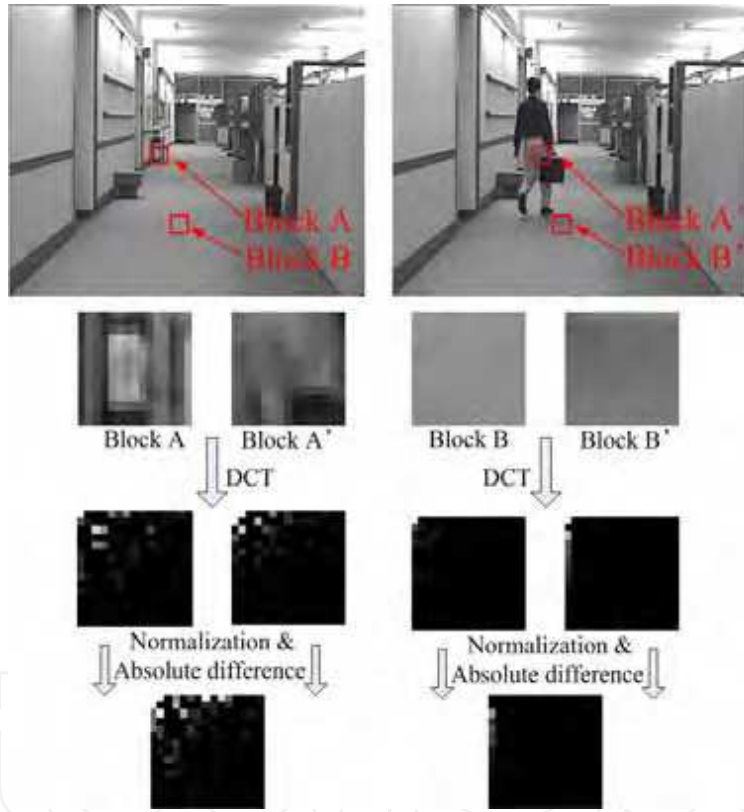 Block A
Block B
Block A'
Block B'
Block A
Block A'
Block B
Block B'
DCT
DCT
Normalization &
Absolute difference
Normalization &
Absolute difference